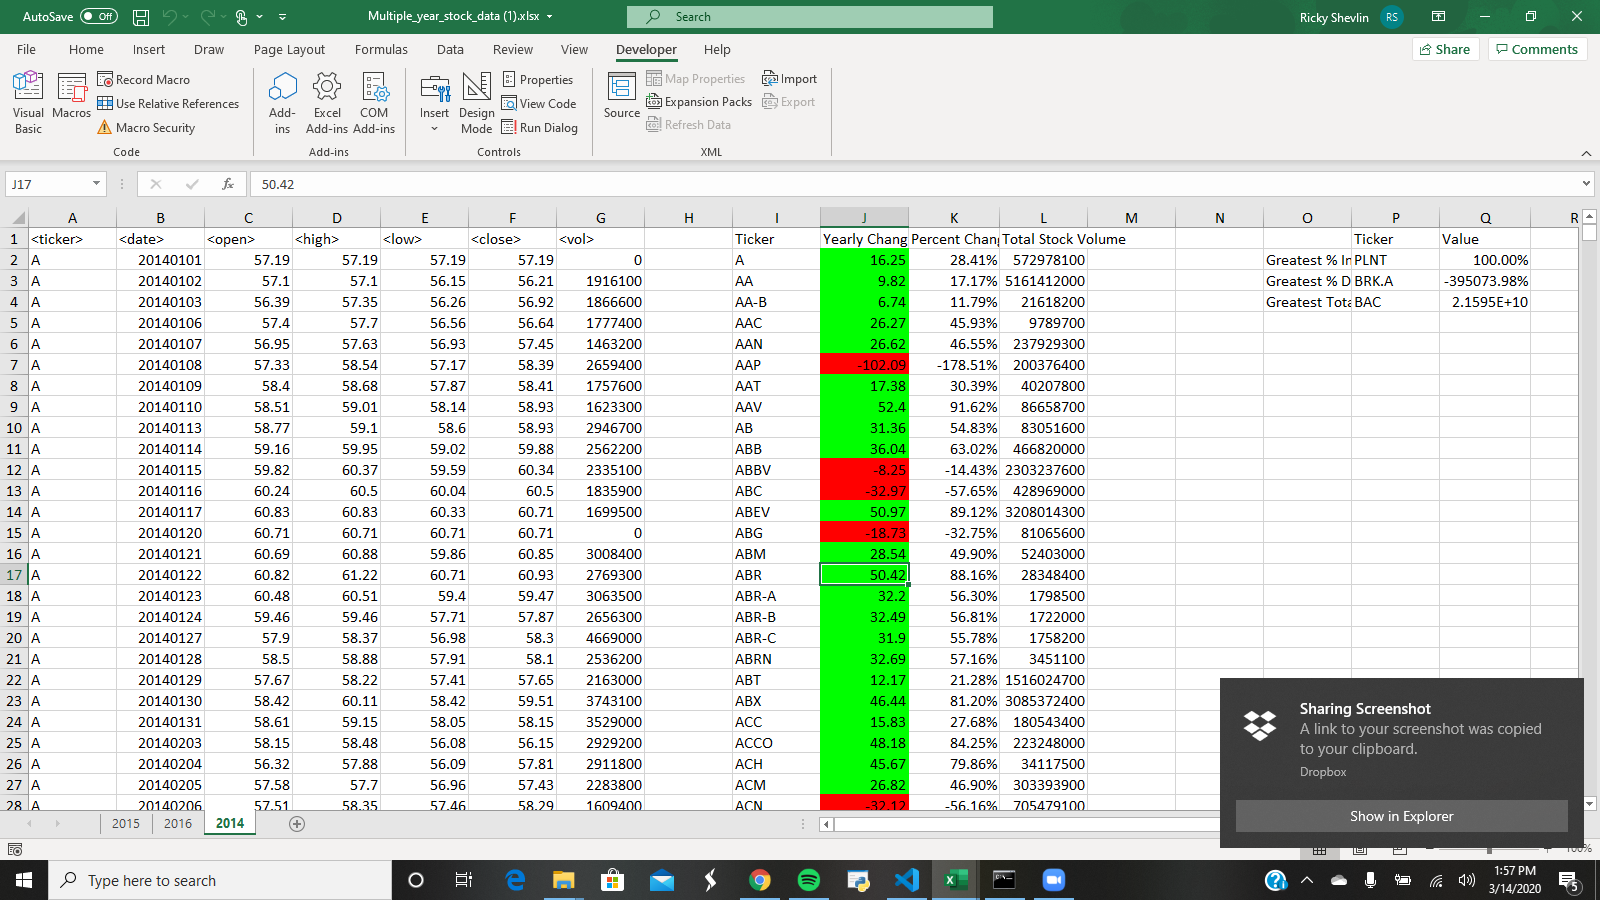 AutoSave Off Multiple_year_stock_data (1).xlsx Search Ricky Shevlin RS
File Home Insert Draw Page Layout Formulas Data Review View Developer Help Share Comments
Visual Basic
Macros
Record Macro
Use Relative References
Macro Security
Code
Add-ins
Excel Add-ins
COM Add-ins
Add-ins
Insert
Design Mode
Properties
View Code
Run Dialog
Controls
Source
Map Properties
Expansion Packs
Refresh Data
Import
Export
XML
J17 fx 50.42
A B C D E F G H I J K L M N O P Q R
1 <ticker> <date> <open> <high> <low> <close> <vol> Ticker Yearly Chang Percent Chan Total Stock Volume Ticker Value
2 A 20140101 57.19 57.19 57.19 57.19 0 A 16.25 28.41% 572978100 Greatest % In PLNT 100.00%
3 A 20140102 57.1 57.1 56.15 56.21 1916100 AA 9.82 17.17% 5161412000 Greatest % D BRK.A -395073.98%
4 A 20140103 56.39 57.35 56.26 56.92 1866600 AA-B 6.74 11.79% 21618200 Greatest Tota BAC 2.1595E+10
5 A 20140106 57.4 57.7 56.56 56.64 1777400 AAC 26.27 45.93% 9789700
6 A 20140107 56.95 57.63 56.93 57.45 1463200 AAN 26.62 46.55% 237929300
7 A 20140108 57.33 58.54 57.17 58.39 2659400 AAP -102.09 -178.51% 200376400
8 A 20140109 58.4 58.68 57.87 58.41 1757600 AAT 17.38 30.39% 40207800
9 A 20140110 58.51 59.01 58.14 58.93 1623300 AAV 52.4 91.62% 86658700
10 A 20140113 58.77 59.1 58.6 58.93 2946700 AB 31.36 54.83% 83051600
11 A 20140114 59.16 59.95 59.02 59.88 2562200 ABB 36.04 63.02% 466820000
12 A 20140115 59.82 60.37 59.59 60.34 2335100 ABBV -8.25 -14.43% 2303237600
13 A 20140116 60.24 60.5 60.04 60.5 1835900 ABC -32.97 -57.65% 428969000
14 A 20140117 60.83 60.83 60.33 60.71 1699500 ABEV 50.97 89.12% 3208014300
15 A 20140120 60.71 60.71 60.71 60.71 0 ABG -18.73 -32.75% 81065600
16 A 20140121 60.69 60.88 59.86 60.85 3008400 ABM 28.54 49.90% 52403000
17 A 20140122 60.82 61.22 60.71 60.93 2769300 ABR 50.42 88.16% 28348400
18 A 20140123 60.48 60.51 59.4 59.47 3063500 ABR-A 32.2 56.30% 1798500
19 A 20140124 59.46 59.46 57.71 57.87 2656300 ABR-B 32.49 56.81% 1722000
20 A 20140127 57.9 58.37 56.98 58.3 4669000 ABR-C 31.9 55.78% 1758200
21 A 20140128 58.5 58.88 57.91 58.1 2536200 ABRN 32.69 57.16% 3451100
22 A 20140129 57.67 58.22 57.41 57.65 2163000 ABT 12.17 21.28% 1516024700
23 A 20140130 58.42 60.11 58.42 59.51 3743100 ABX 46.44 81.20% 3085372400
24 A 20140131 58.61 59.15 58.05 58.15 3529000 ACC 15.83 27.68% 180543400
25 A 20140203 58.15 58.48 56.08 56.15 2929200 ACCO 48.18 84.25% 223248000
26 A 20140204 56.32 57.88 56.09 57.81 2911800 ACH 45.67 79.86% 34117500
27 A 20140205 57.58 57.7 56.96 57.43 2283800 ACM 26.82 46.90% 303393900
28 A 20140206 57.51 58.35 57.46 58.29 1609400 ACN -32.12 -56.16% 705479100
Sharing Screenshot
A link to your screenshot was copied
to your clipboard.
Dropbox
Show in Explorer
2015 2016 2014
100%
Type here to search
1:57 PM
3/14/2020
5